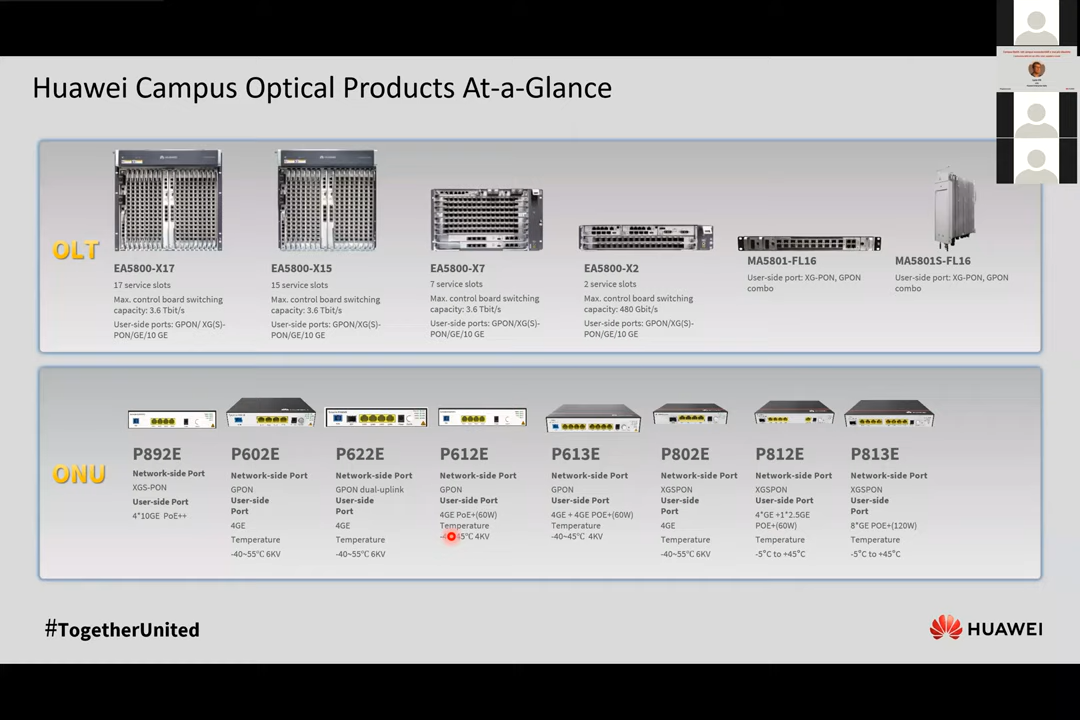 Huawei Campus Optical Products At-a-Glance
OLT
EA5800-X17
17 service slots
Max. control board switching
capacity: 3.6 Tbit/s
User-side ports: GPON/ XG(S)-
PON/GE/10 GE
EA5800-X15
15 service slots
Max. control board switching
capacity: 3.6 Tbit/s
User-side ports: GPON/XG(S)-
PON/GE/10 GE
EA5800-X7
7 service slots
Max. control board switching
capacity: 3.6 Tbit/s
User-side ports: GPON/XG(S)-
PON/GE/10 GE
EA5800-X2
2 service slots
Max. control board switching
capacity: 480 Gbit/s
User-side ports: GPON/XG(S)-
PON/GE/10 GE
MA5801-FL16
User-side port: XG-PON, GPON
combo
MA5801S-FL16
User-side port: XG-PON, GPON
combo
ONU
P892E
Network-side Port
XGS-PON
User-side Port
4*10GE PoE++
P602E
Network-side Port
GPON
User-side
Port
4GE
Temperature
-40~55℃ 6KV
P622E
Network-side Port
GPON dual-uplink
User-side
Port
4GE
Temperature
-40~55℃ 6KV
P612E
Network-side Port
GPON
User-side Port
4GE PoE+(60W)
Temperature
45℃ 4KV
P613E
Network-side Port
GPON
User-side Port
4GE + 4GE POE+(60W)
Temperature
-40~45℃ 4KV
P802E
Network-side Port
XGSPON
User-side
Port
4GE
Temperature
-40~55℃ 6KV
P812E
Network-side Port
XGSPON
User-side Port
4*GE +1*2.5GE
POE+(60W)
Temperature
-5°C to +45°C
P813E
Network-side Port
XGSPON
User-side
Port
8*GE POE+(120W)
Temperature
-5°C to +45°C
#TogetherUnited
HUAWEI